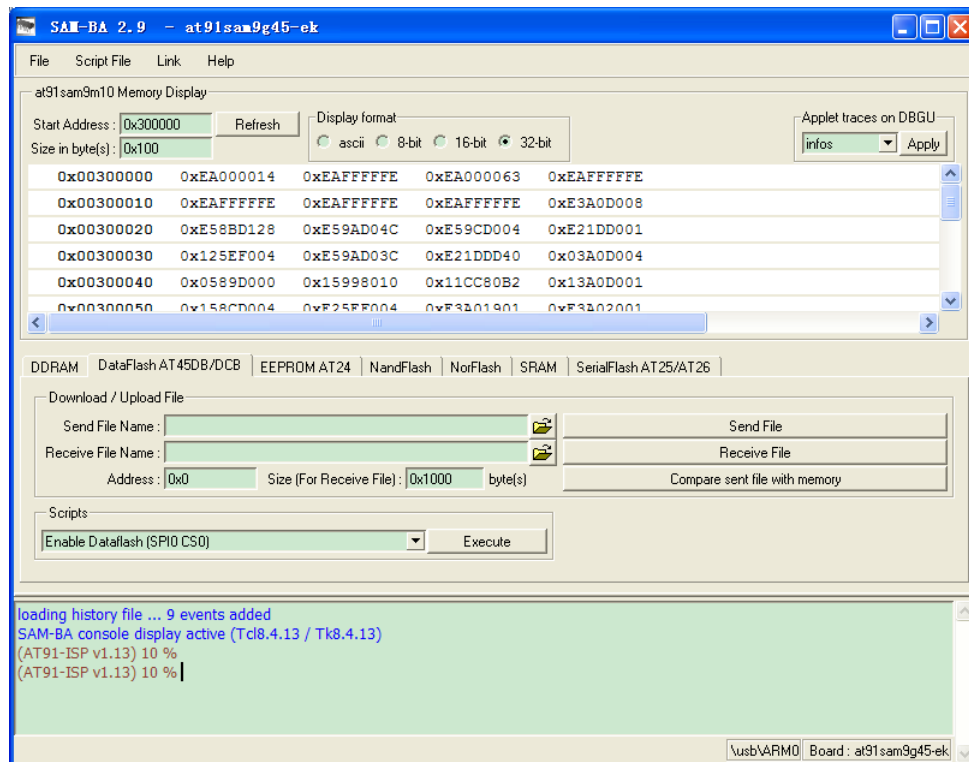 SAM-BA 2.9 - at91sam9g45-ek
File Script File Link Help
at91sam9m10 Memory Display
Start Address : 0x300000 Refresh
Size in byte(s) : 0x100
Display format
ascii 8-bit 16-bit 32-bit
Applet traces on DBGU
infos Apply
0x00300000 0xEA000014 0xEAFFFFFE 0xEA000063 0xEAFFFFFE
0x00300010 0xEAFFFFFE 0xEAFFFFFE 0xEAFFFFFE 0xE3A0D008
0x00300020 0xE58BD128 0xE59AD04C 0xE59CD004 0xE21DD001
0x00300030 0x125EF004 0xE59AD03C 0xE21DDD40 0x03A0D004
0x00300040 0x0589D000 0x15998010 0x11CC80B2 0x13A0D001
0x00300050 0x158CD004 0xE25EF004 0xE3A01901 0xE3A02001
DDRAM DataFlash AT45DB/DCB EEPROM AT24 NandFlash NorFlash SRAM SerialFlash AT25/AT26
Download / Upload File
Send File Name : Send File
Receive File Name : Receive File
Address : 0x0 Size (For Receive File) : 0x1000 byte(s) Compare sent file with memory
Scripts
Enable Dataflash (SPI0 CS0) Execute
loading history file ... 9 events added
SAM-BA console display active (Tcl8.4.13 / Tk8.4.13)
(AT91-ISP v1.13) 10 %
(AT91-ISP v1.13) 10 %
\usb\ARM0 Board : at91sam9g45-ek